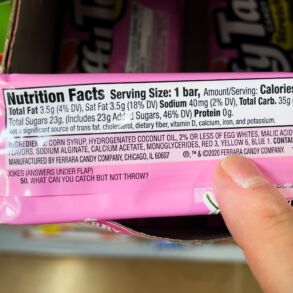 ffy Taf
Nutrition Facts Serving Size: 1 bar, Amount/Serving: Calories
Total Fat 3.5g (4% DV), Sat Fat 3.5g (18% DV) Sodium 40mg (2% DV), Total Carb. 35g
Total Sugars 23g, (Includes 23g Added Sugars, 46% DV) Protein 0g.
Not a significant source of trans fat, cholesterol, dietary fiber, vitamin D, calcium, iron, and potassium.
INGREDIENTS: CORN SYRUP, HYDROGENATED COCONUT OIL, 2% OR LESS OF EGG WHITES, MALIC ACID
FLAVORS, SODIUM ALGINATE, CALCIUM ACETATE, MONOGLYCERIDES, RED 3, YELLOW 6, BLUE 1. CONTA
MANUFACTURED BY FERRARA CANDY COMPANY, CHICAGO, IL 60607 ®, ™ & ©2020 FERRARA CANDY COMPANY.
JOKES (ANSWERS UNDER FLAP)
50. WHAT CAN YOU CATCH BUT NOT THROW?